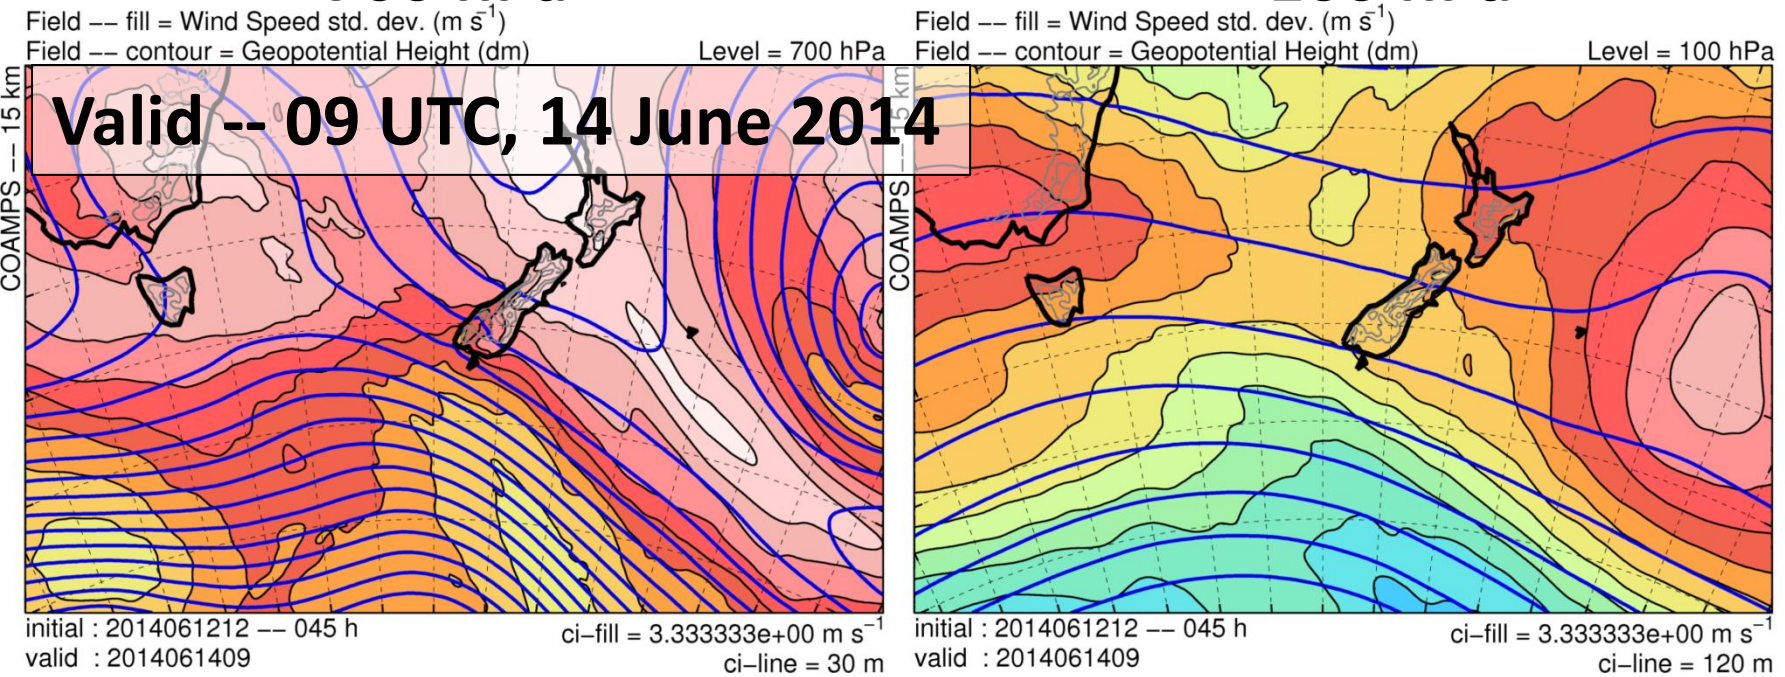 Field -- fill = Wind Speed std. dev. (m s⁻¹)
Field -- contour = Geopotential Height (dm)
Level = 700 hPa
COAMPS -- 15 km
Valid -- 09 UTC, 14 June 2014
initial : 2014061212 -- 045 h
valid : 2014061409
ci-fill = 3.333333e+00 m s⁻¹
ci-line = 30 m
Field -- fill = Wind Speed std. dev. (m s⁻¹)
Field -- contour = Geopotential Height (dm)
Level = 100 hPa
COAMPS -- 15 km
initial : 2014061212 -- 045 h
valid : 2014061409
ci-fill = 3.333333e+00 m s⁻¹
ci-line = 120 m